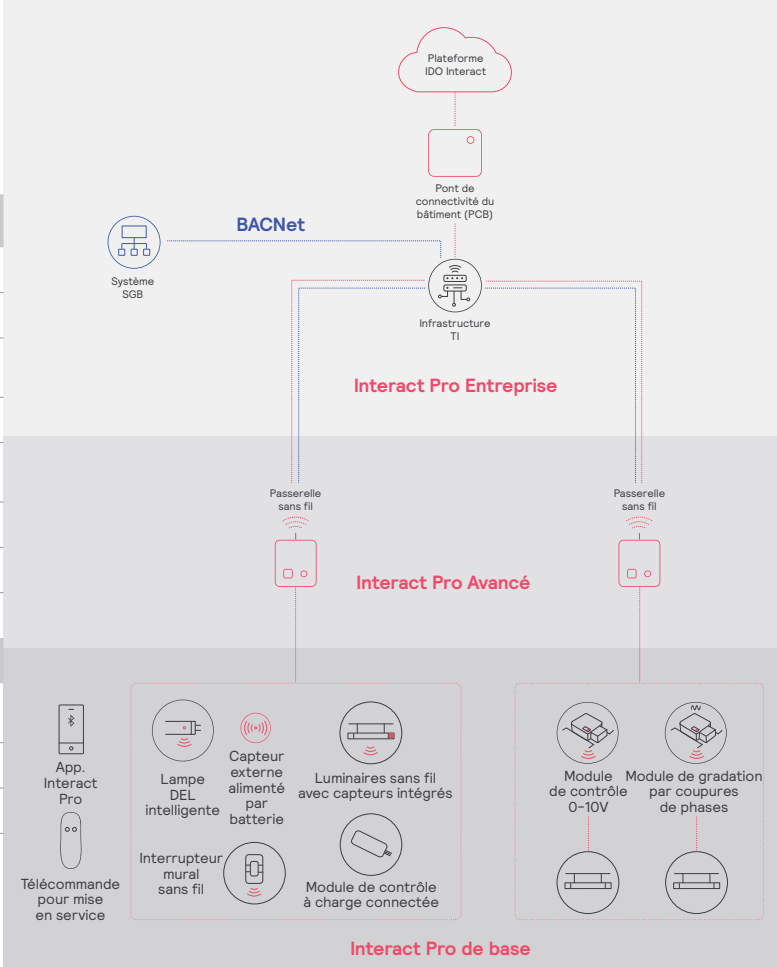 Plateforme
IDO Interact
Pont de
connectivité du
bâtiment (PCB)
BACNet
Système
SGB
Infrastructure
TI
Interact Pro Entreprise
Passerelle
sans fil
Passerelle
sans fil
Interact Pro Avancé
App.
Interact
Pro
Télécommande
pour mise
en service
Lampe
DEL
intelligente
Capteur
externe
alimenté
par
batterie
Luminaires sans fil
avec capteurs intégrés
Interrupteur
mural
sans fil
Module de contrôle
à charge connectée
Module
de contrôle
0-10V
Module de gradation
par coupures
de phases
Interact Pro de base